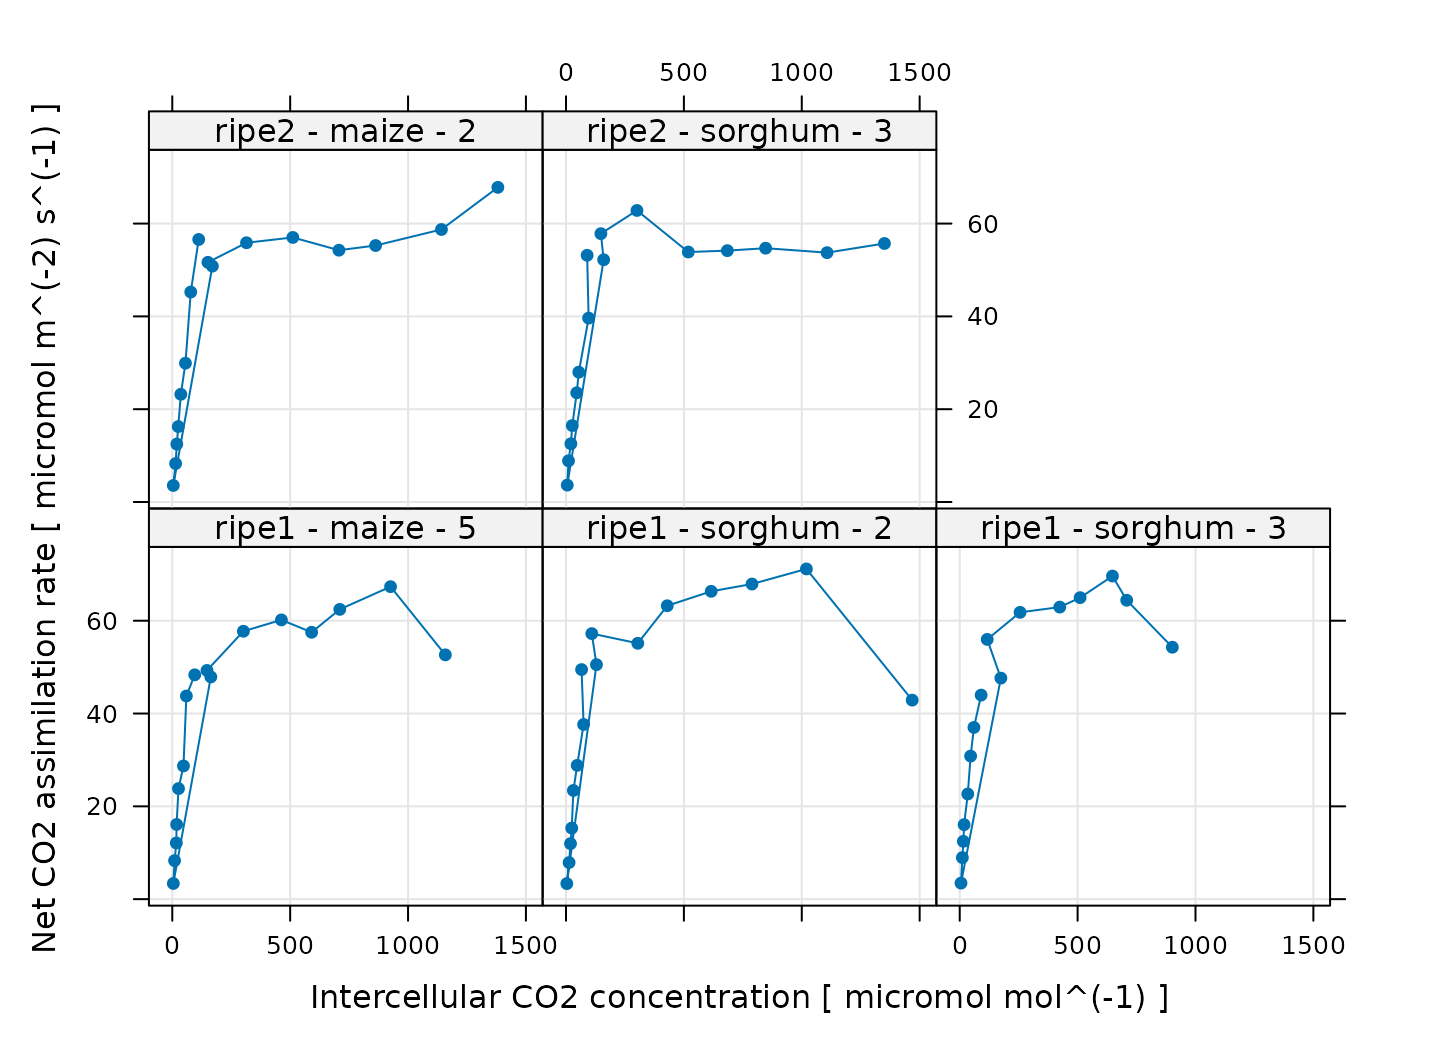 0 500 1000 1500
ripe2 - maize - 2 ripe2 - sorghum - 3
60
40
20
ripe1 - maize - 5 ripe1 - sorghum - 2 ripe1 - sorghum - 3
60
40
20
0 500 1000 1500 0 500 1000 1500
Intercellular CO2 concentration [ micromol mol^(-1) ]
Net CO2 assimilation rate [ micromol m^(-2) s^(-1) ]